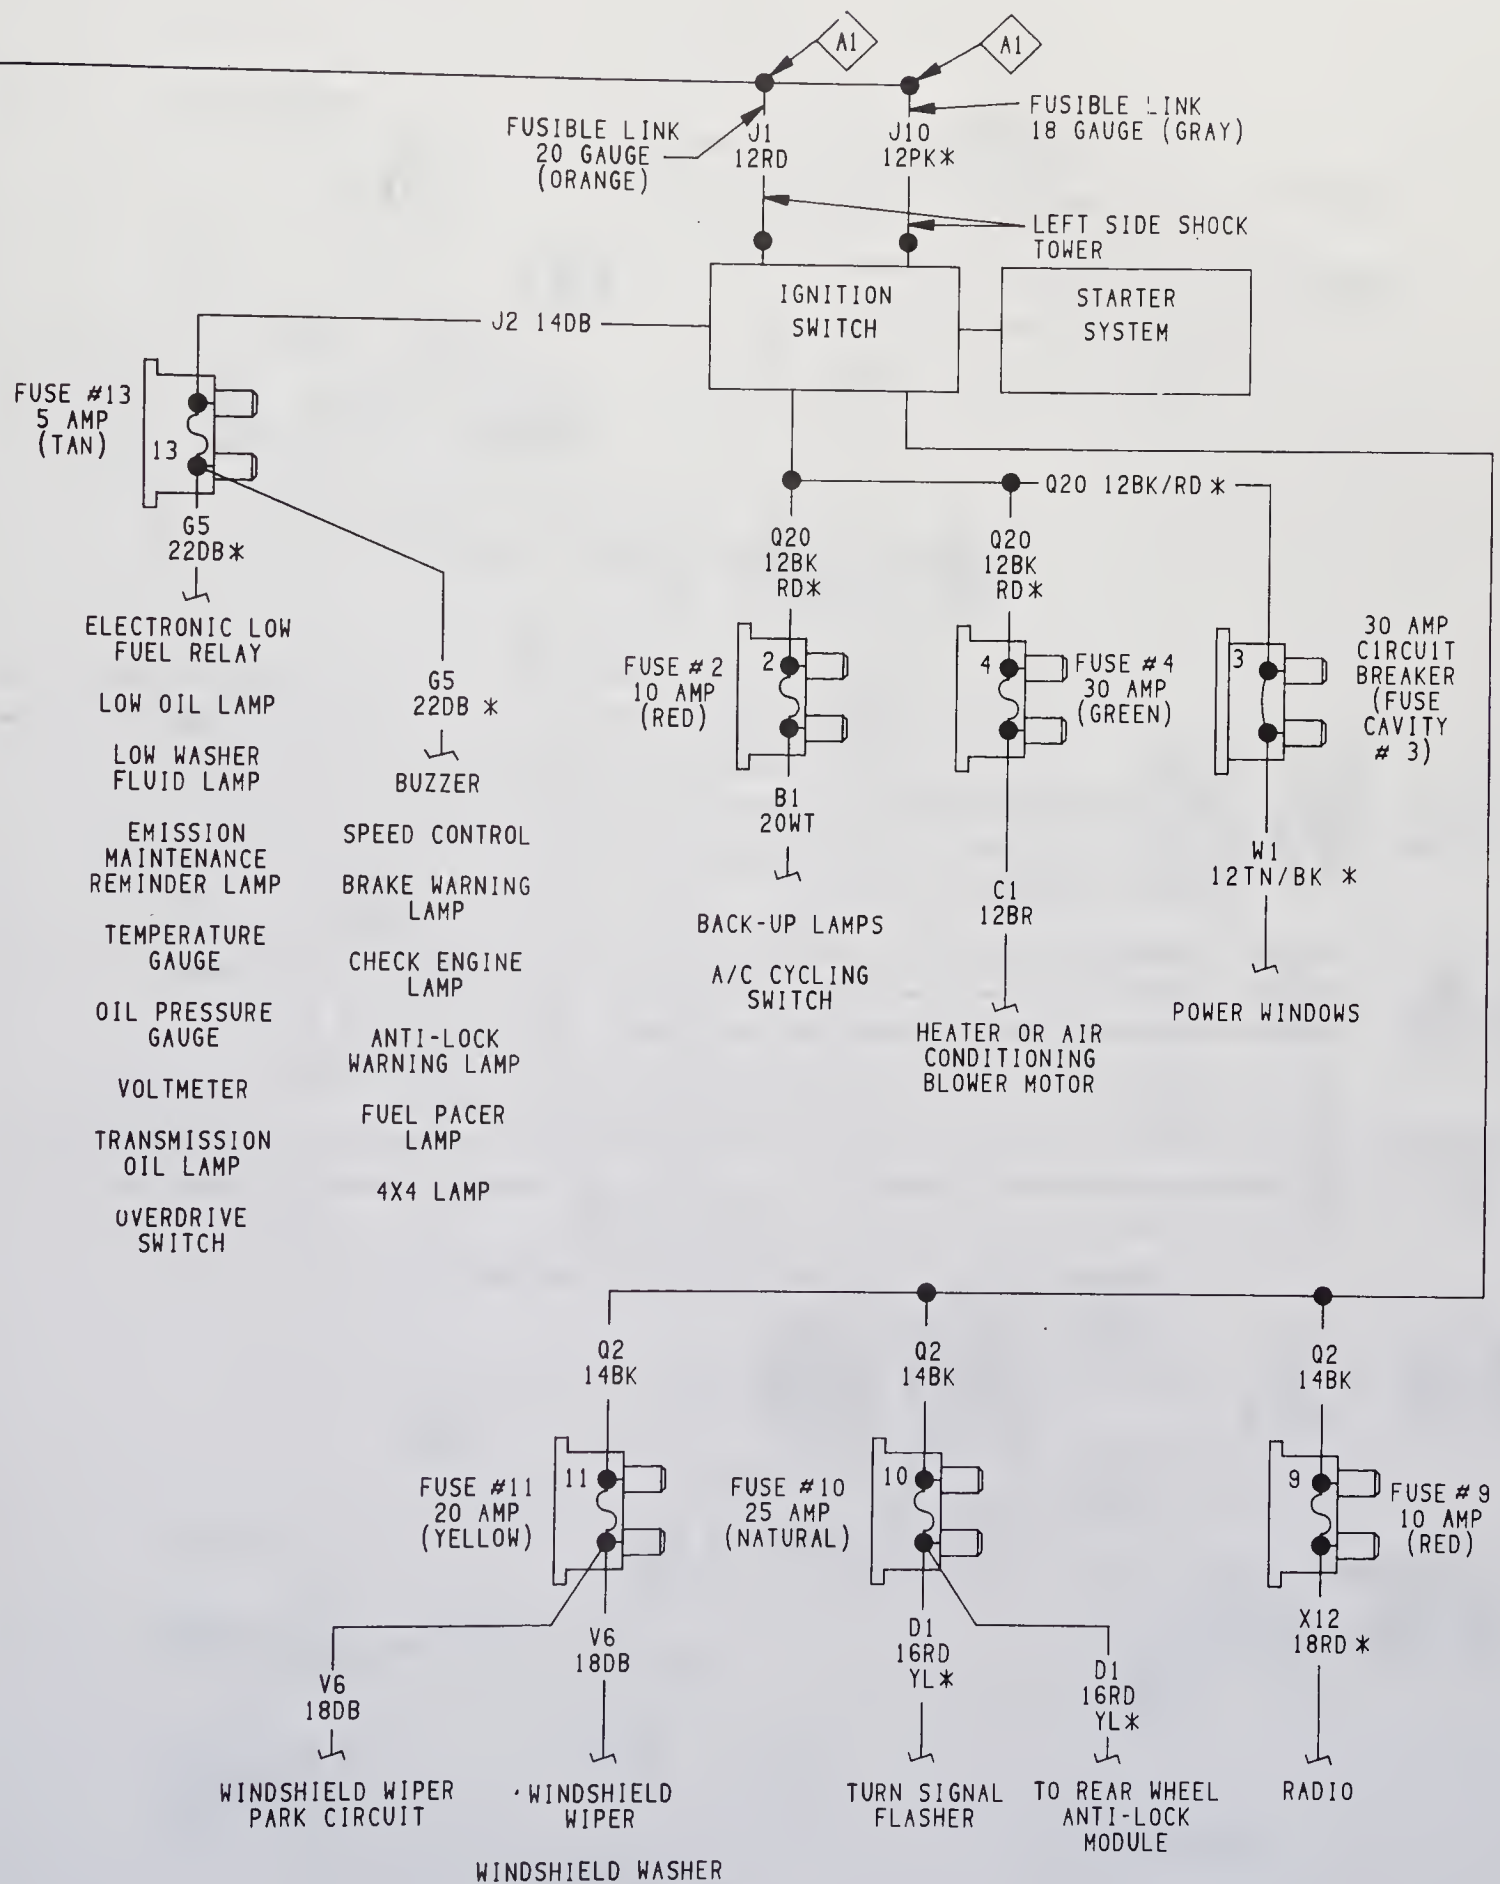 A1
A1
FUSIBLE LINK
20 GAUGE
(ORANGE)
J1
12RD
J10
12PK*
FUSIBLE LINK
18 GAUGE (GRAY)
LEFT SIDE SHOCK
TOWER
IGNITION
SWITCH
STARTER
SYSTEM
J2 14DB
FUSE #13
5 AMP
(TAN)
13
G5
22DB*
ELECTRONIC LOW
FUEL RELAY
LOW OIL LAMP
LOW WASHER
FLUID LAMP
EMISSION
MAINTENANCE
REMINDER LAMP
TEMPERATURE
GAUGE
OIL PRESSURE
GAUGE
VOLTMETER
TRANSMISSION
OIL LAMP
OVERDRIVE
SWITCH
G5
22DB *
BUZZER
SPEED CONTROL
BRAKE WARNING
LAMP
CHECK ENGINE
LAMP
ANTI-LOCK
WARNING LAMP
FUEL PACER
LAMP
4X4 LAMP
Q20
12BK
RD*
FUSE #2
10 AMP
(RED)
2
B1
20WT
BACK-UP LAMPS
A/C CYCLING
SWITCH
Q20
12BK
RD*
4
FUSE #4
30 AMP
(GREEN)
C1
12BR
HEATER OR AIR
CONDITIONING
BLOWER MOTOR
Q20 12BK/RD *
3
30 AMP
CIRCUIT
BREAKER
(FUSE
CAVITY
# 3)
W1
12TN/BK *
POWER WINDOWS
Q2
14BK
FUSE #11
20 AMP
(YELLOW)
11
V6
18DB
WINDSHIELD WIPER
PARK CIRCUIT
V6
18DB
WINDSHIELD
WIPER
WINDSHIELD WASHER
Q2
14BK
FUSE #10
25 AMP
(NATURAL)
10
D1
16RD
YL*
TURN SIGNAL
FLASHER
D1
16RD
YL*
TO REAR WHEEL
ANTI-LOCK
MODULE
Q2
14BK
9
FUSE #9
10 AMP
(RED)
X12
18RD *
RADIO